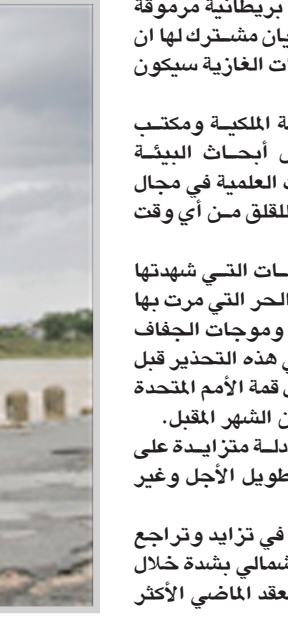 بريطانية مرموقة
يان مشترك لها ان
ات الغازية سيكون
ة الملكية ومكتب
أبحاث البيئة
ت العلمية في مجال
للقلق من أي وقت
ات التي شهدتها
الحر التي مرت بها
وموجات الجفاف
ي هذه التحذير قبل
قمة الأمم المتحدة
ن الشهر المقبل.
دلة متزايدة على
طويل الأجل وغير
في تزايد وتراجع
شمالي بشدة خلال
عقد الماضي الأكثر